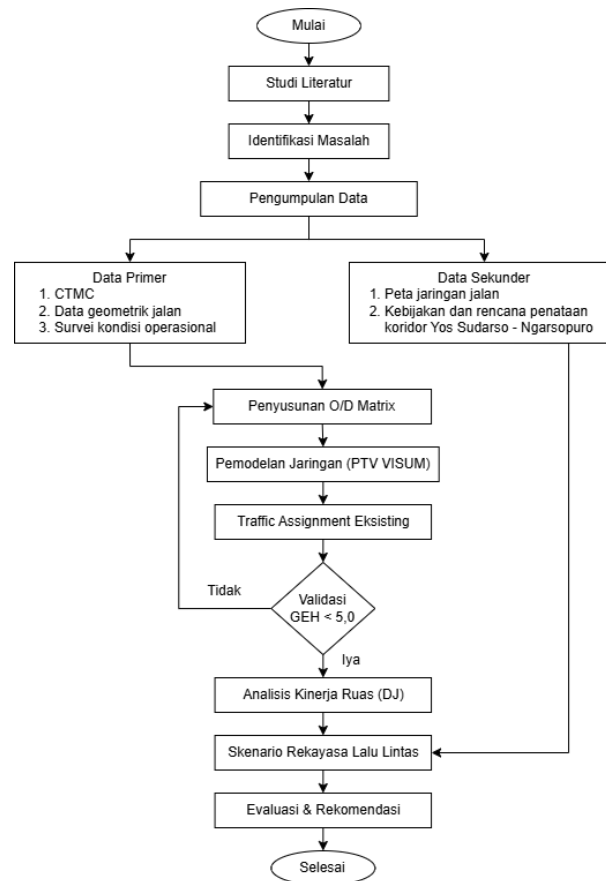 Mulai
Studi Literatur
Identifikasi Masalah
Pengumpulan Data
Data Primer
1. CTMC
2. Data geometrik jalan
3. Survei kondisi operasional
Data Sekunder
1. Peta jaringan jalan
2. Kebijakan dan rencana penataan
koridor Yos Sudarso - Ngarsopuro
Penyusunan O/D Matrix
Pemodelan Jaringan (PTV VISUM)
Traffic Assignment Eksisting
Tidak
Validasi
GEH < 5,0
Iya
Analisis Kinerja Ruas (DJ)
Skenario Rekayasa Lalu Lintas
Evaluasi & Rekomendasi
Selesai